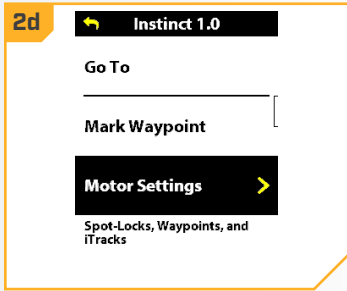 2d
Instinct 1.0
Go To
Mark Waypoint
Motor Settings
Spot-Locks, Waypoints, and
iTracks